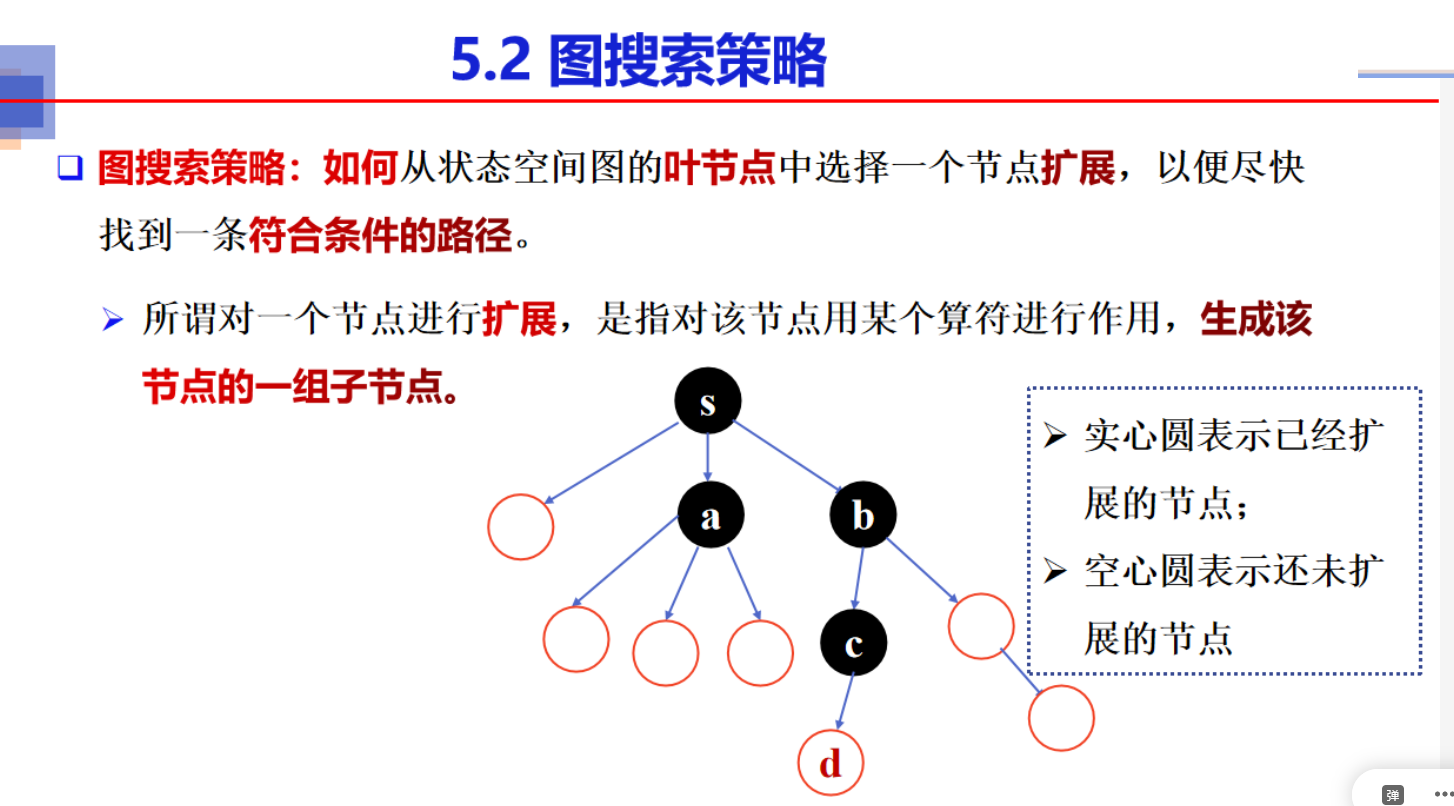 5.2 图搜索策略
图搜索策略：如何从状态空间图的叶节点中选择一个节点扩展，以便尽快
找到一条符合条件的路径。
所谓对一个节点进行扩展，是指对该节点用某个算符进行作用，生成该
节点的一组子节点。
s
a
b
c
d
实心圆表示已经扩
展的节点；
空心圆表示还未扩
展的节点
弹